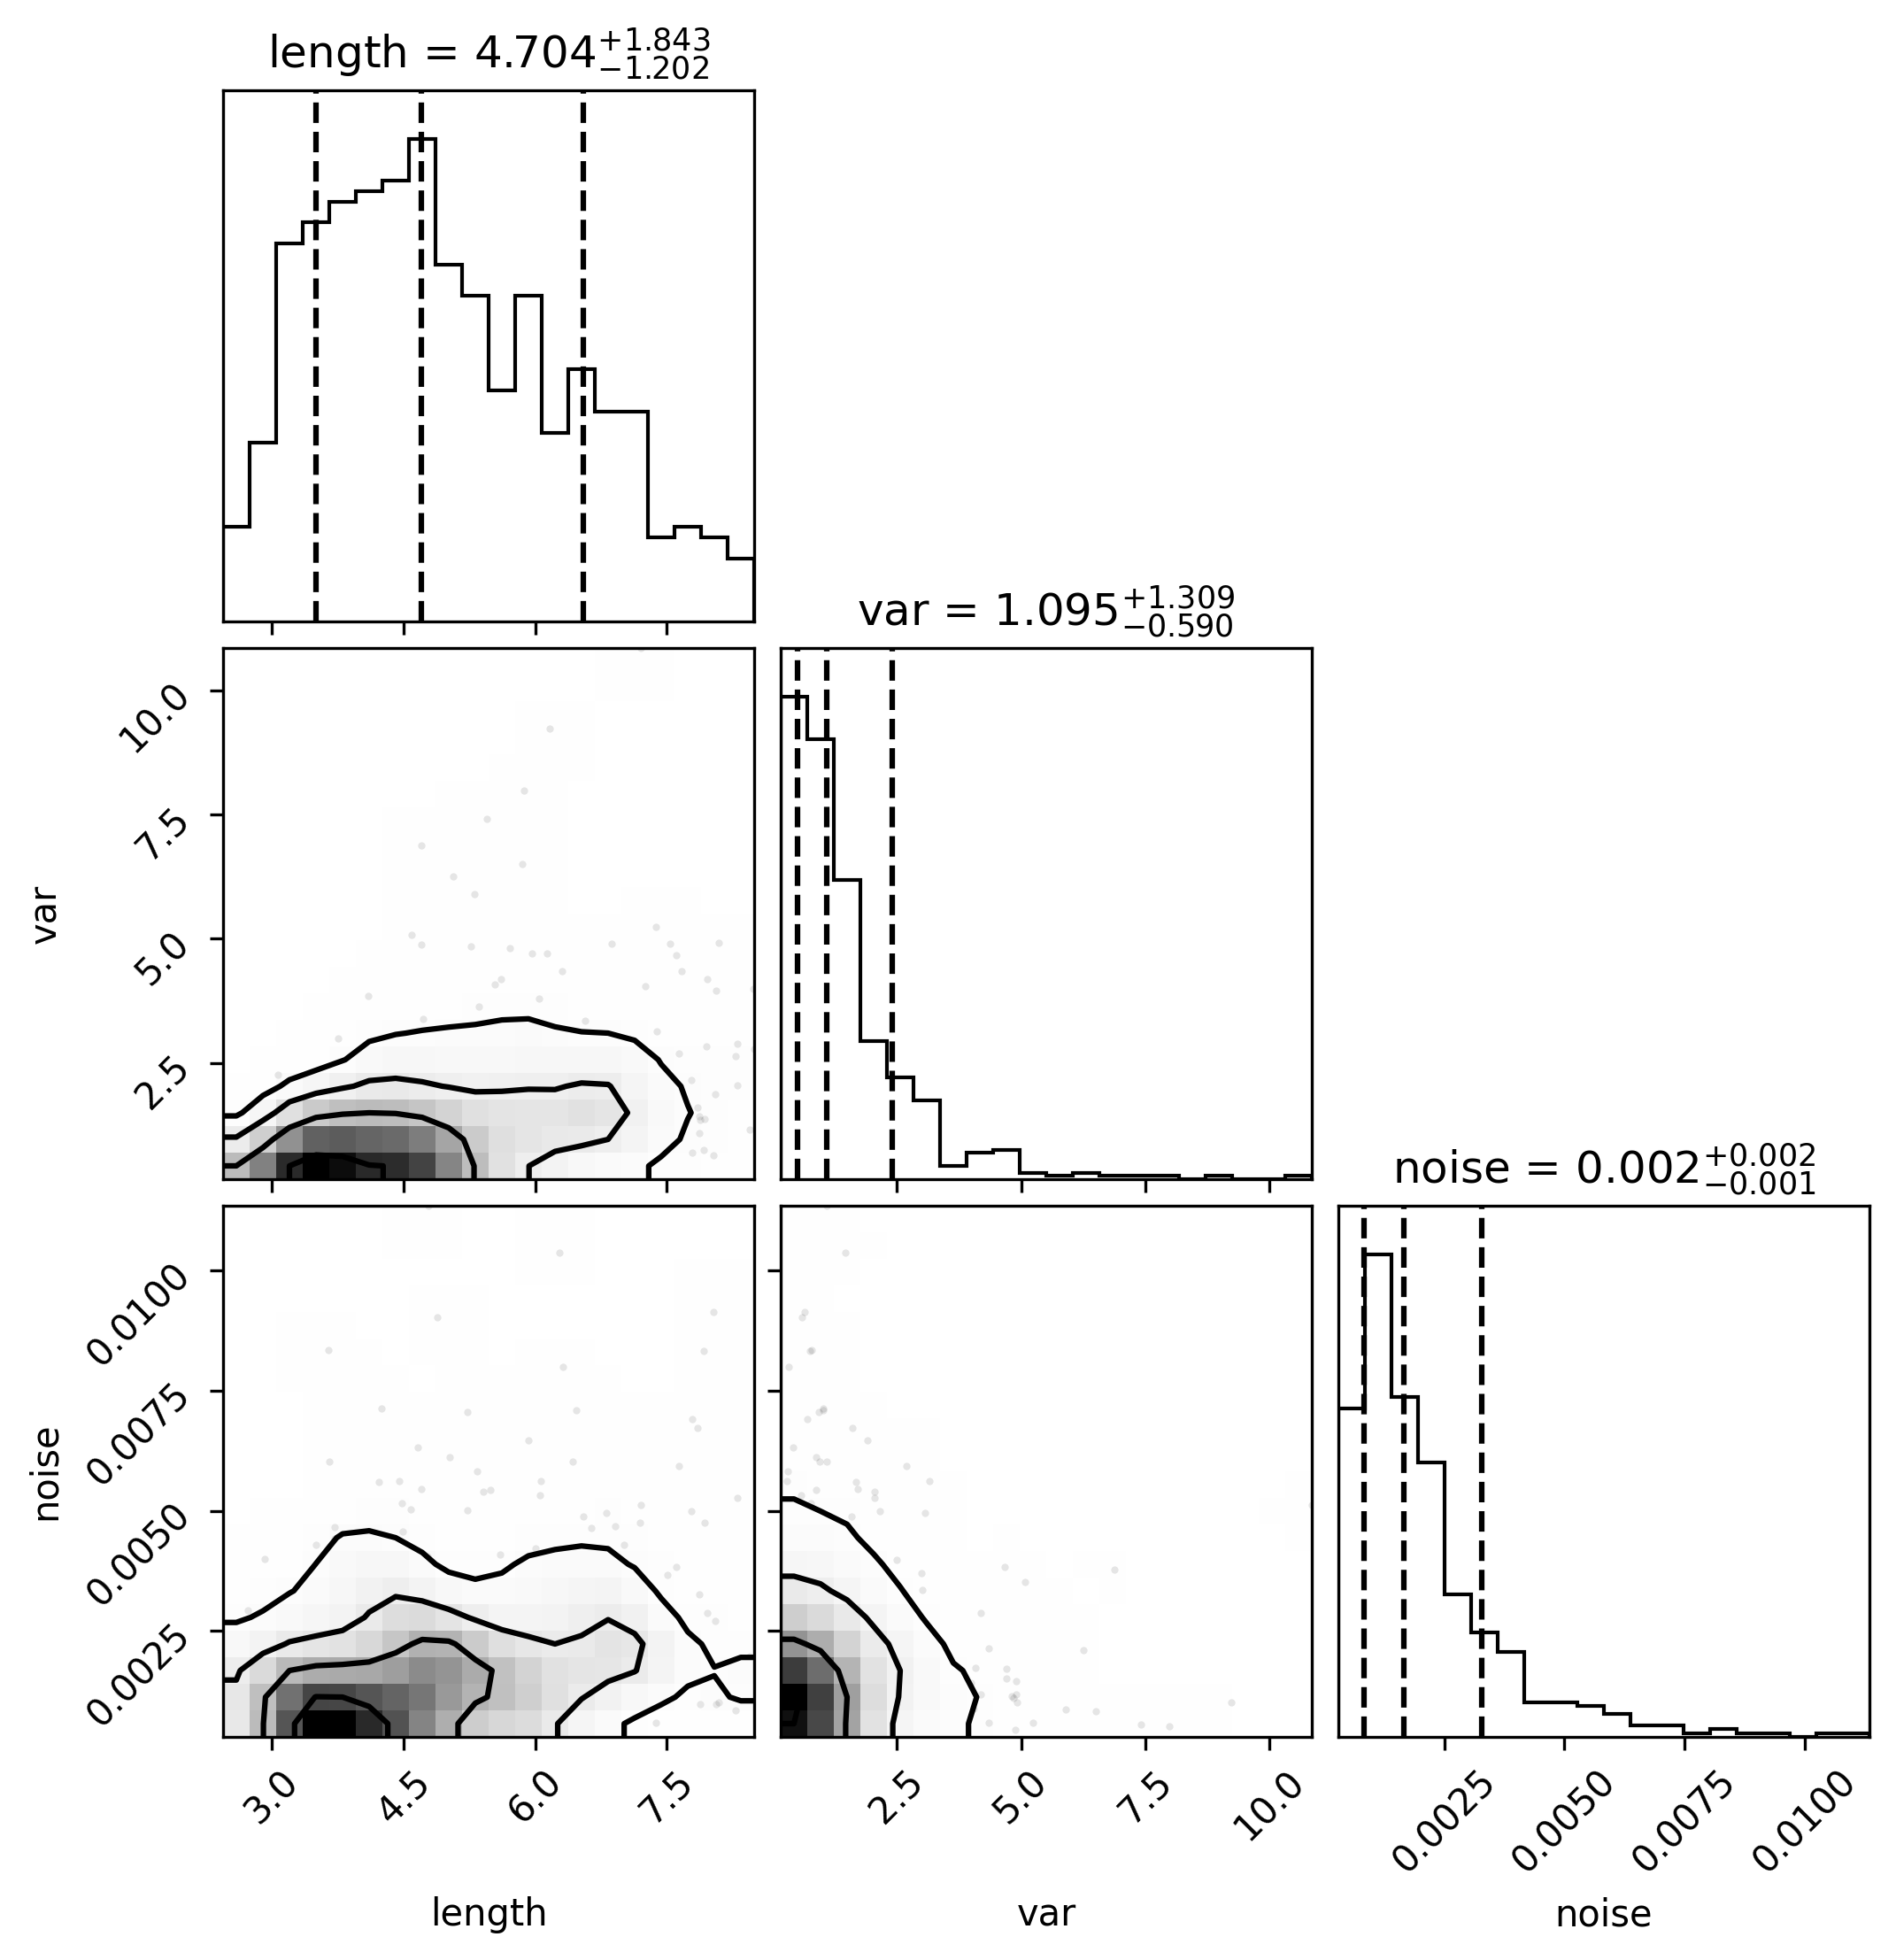 length = 4.704+1.843−1.202
var = 1.095+1.309−0.590
10.0
7.5
5.0
2.5
var
noise = 0.002+0.002−0.001
0.0100
0.0075
0.0050
0.0025
noise
3.0 4.5 6.0 7.5 2.5 5.0 7.5 10.0 0.0025 0.0050 0.0075 0.0100
length var noise